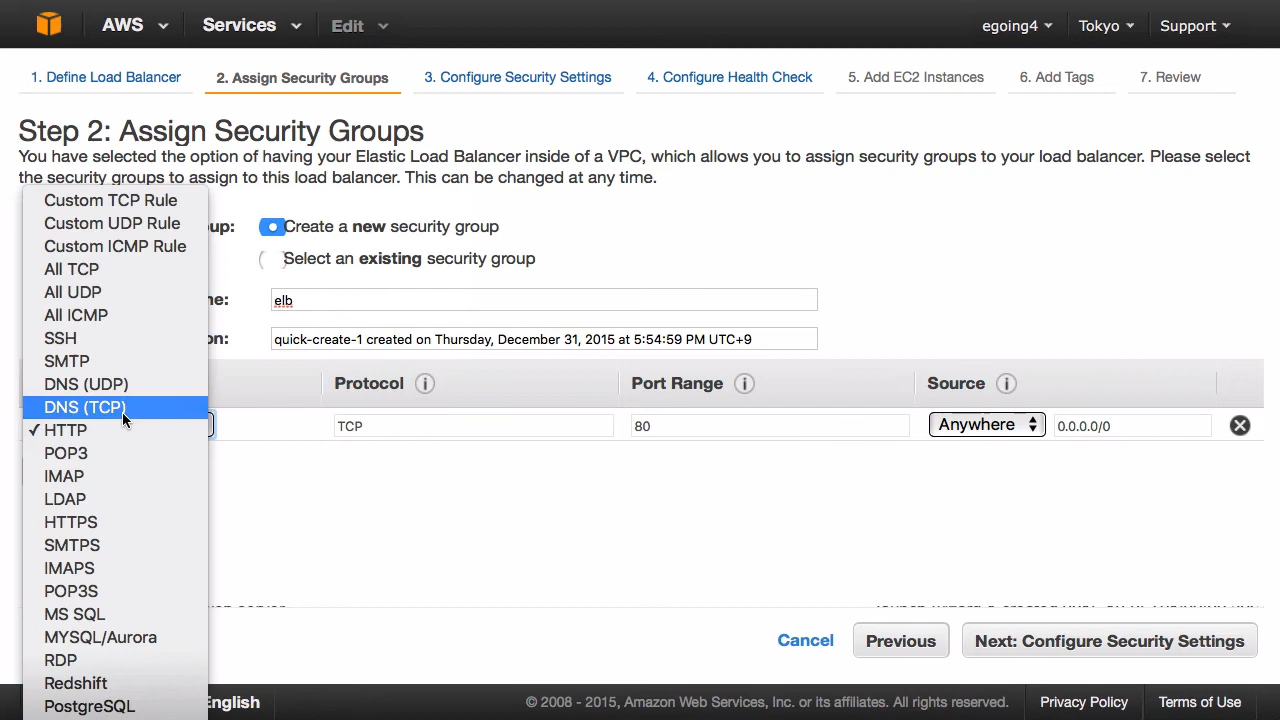 AWS Services Edit egoing4 Tokyo Support
1. Define Load Balancer 2. Assign Security Groups 3. Configure Security Settings 4. Configure Health Check 5. Add EC2 Instances 6. Add Tags 7. Review
Step 2: Assign Security Groups
You have selected the option of having your Elastic Load Balancer inside of a VPC, which allows you to assign security groups to your load balancer. Please select
the security groups to assign to this load balancer. This can be changed at any time.
up: Create a new security group
Select an existing security group
me: elb
on: quick-create-1 created on Thursday, December 31, 2015 at 5:54:59 PM UTC+9
Protocol Port Range Source
TCP 80 Anywhere 0.0.0.0/0
Custom TCP Rule
Custom UDP Rule
Custom ICMP Rule
All TCP
All UDP
All ICMP
SSH
SMTP
DNS (UDP)
DNS (TCP)
✓ HTTP
POP3
IMAP
LDAP
HTTPS
SMTPS
IMAPS
POP3S
MS SQL
MYSQL/Aurora
RDP
Redshift
PostgreSQL
Cancel Previous Next: Configure Security Settings
English © 2008 - 2015, Amazon Web Services, Inc. or its affiliates. All rights reserved. Privacy Policy Terms of Use